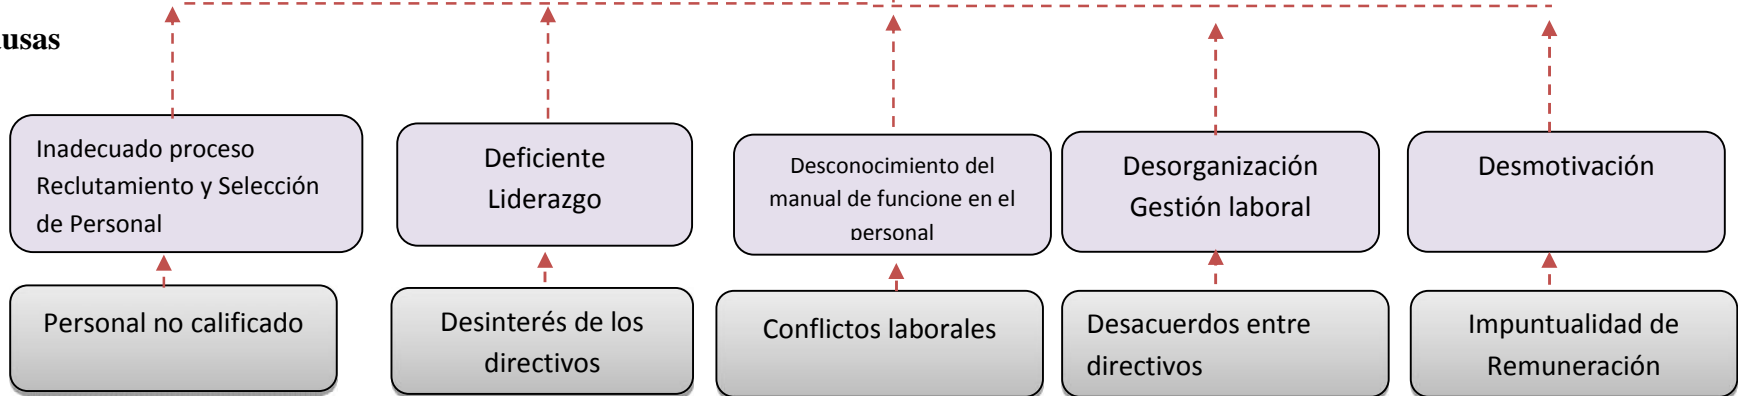 usas
Inadecuado proceso
Reclutamiento y Selección
de Personal
Deficiente
Liderazgo
Desconocimiento del
manual de funcione en el
personal
Desorganización
Gestión laboral
Desmotivación
Personal no calificado
Desinterés de los
directivos
Conflictos laborales
Desacuerdos entre
directivos
Impuntualidad de
Remuneración